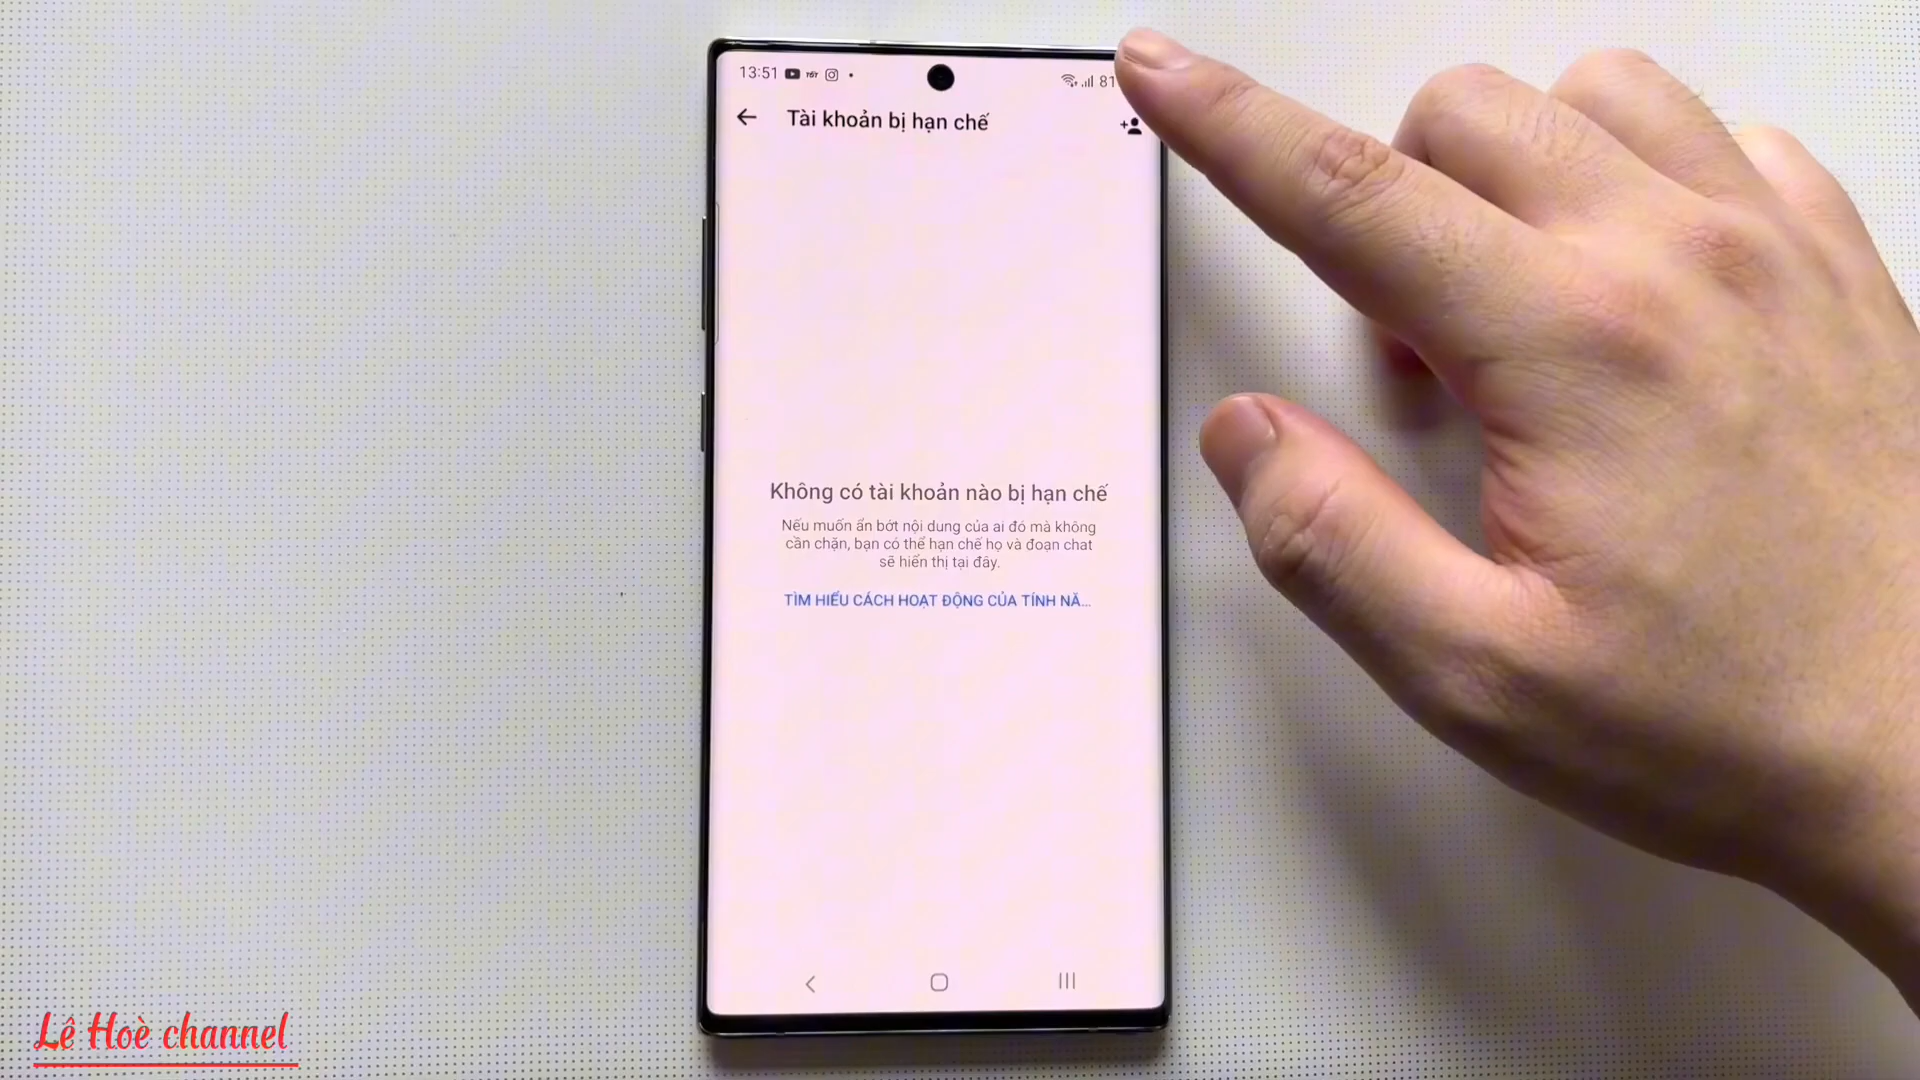 13:51
81
Tài khoản bị hạn chế
Không có tài khoản nào bị hạn chế
Nếu muốn ẩn bớt nội dung của ai đó mà không
cần chặn, bạn có thể hạn chế họ và đoạn chat
sẽ hiển thị tại đây.
TÌM HIỂU CÁCH HOẠT ĐỘNG CỦA TÍNH NĂ...
Lê Hoè channel